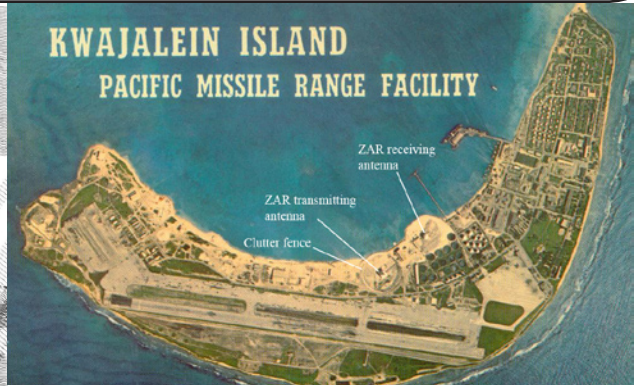 KWAJALEIN ISLAND
PACIFIC MISSILE RANGE FACILITY
ZAR receiving
antenna
ZAR transmitting
antenna
Clutter fence